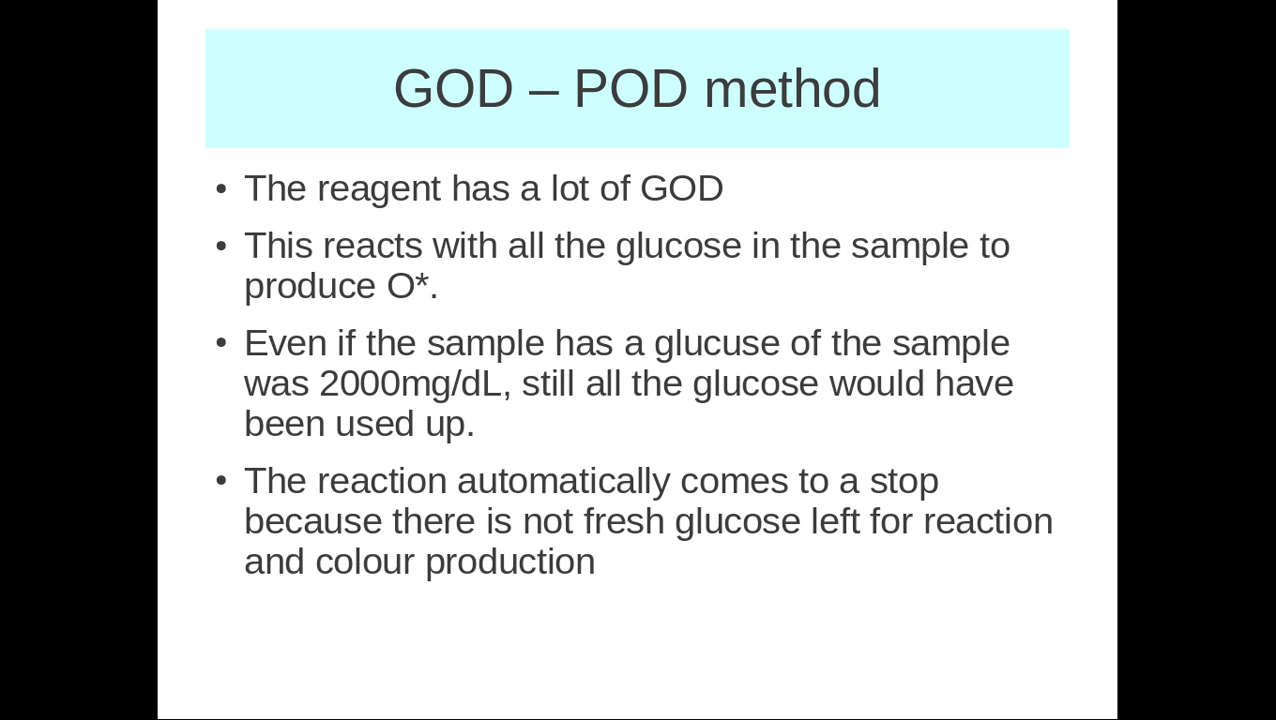 GOD – POD method
• The reagent has a lot of GOD
• This reacts with all the glucose in the sample to
produce O*.
• Even if the sample has a glucuse of the sample
was 2000mg/dL, still all the glucose would have
been used up.
• The reaction automatically comes to a stop
because there is not fresh glucose left for reaction
and colour production